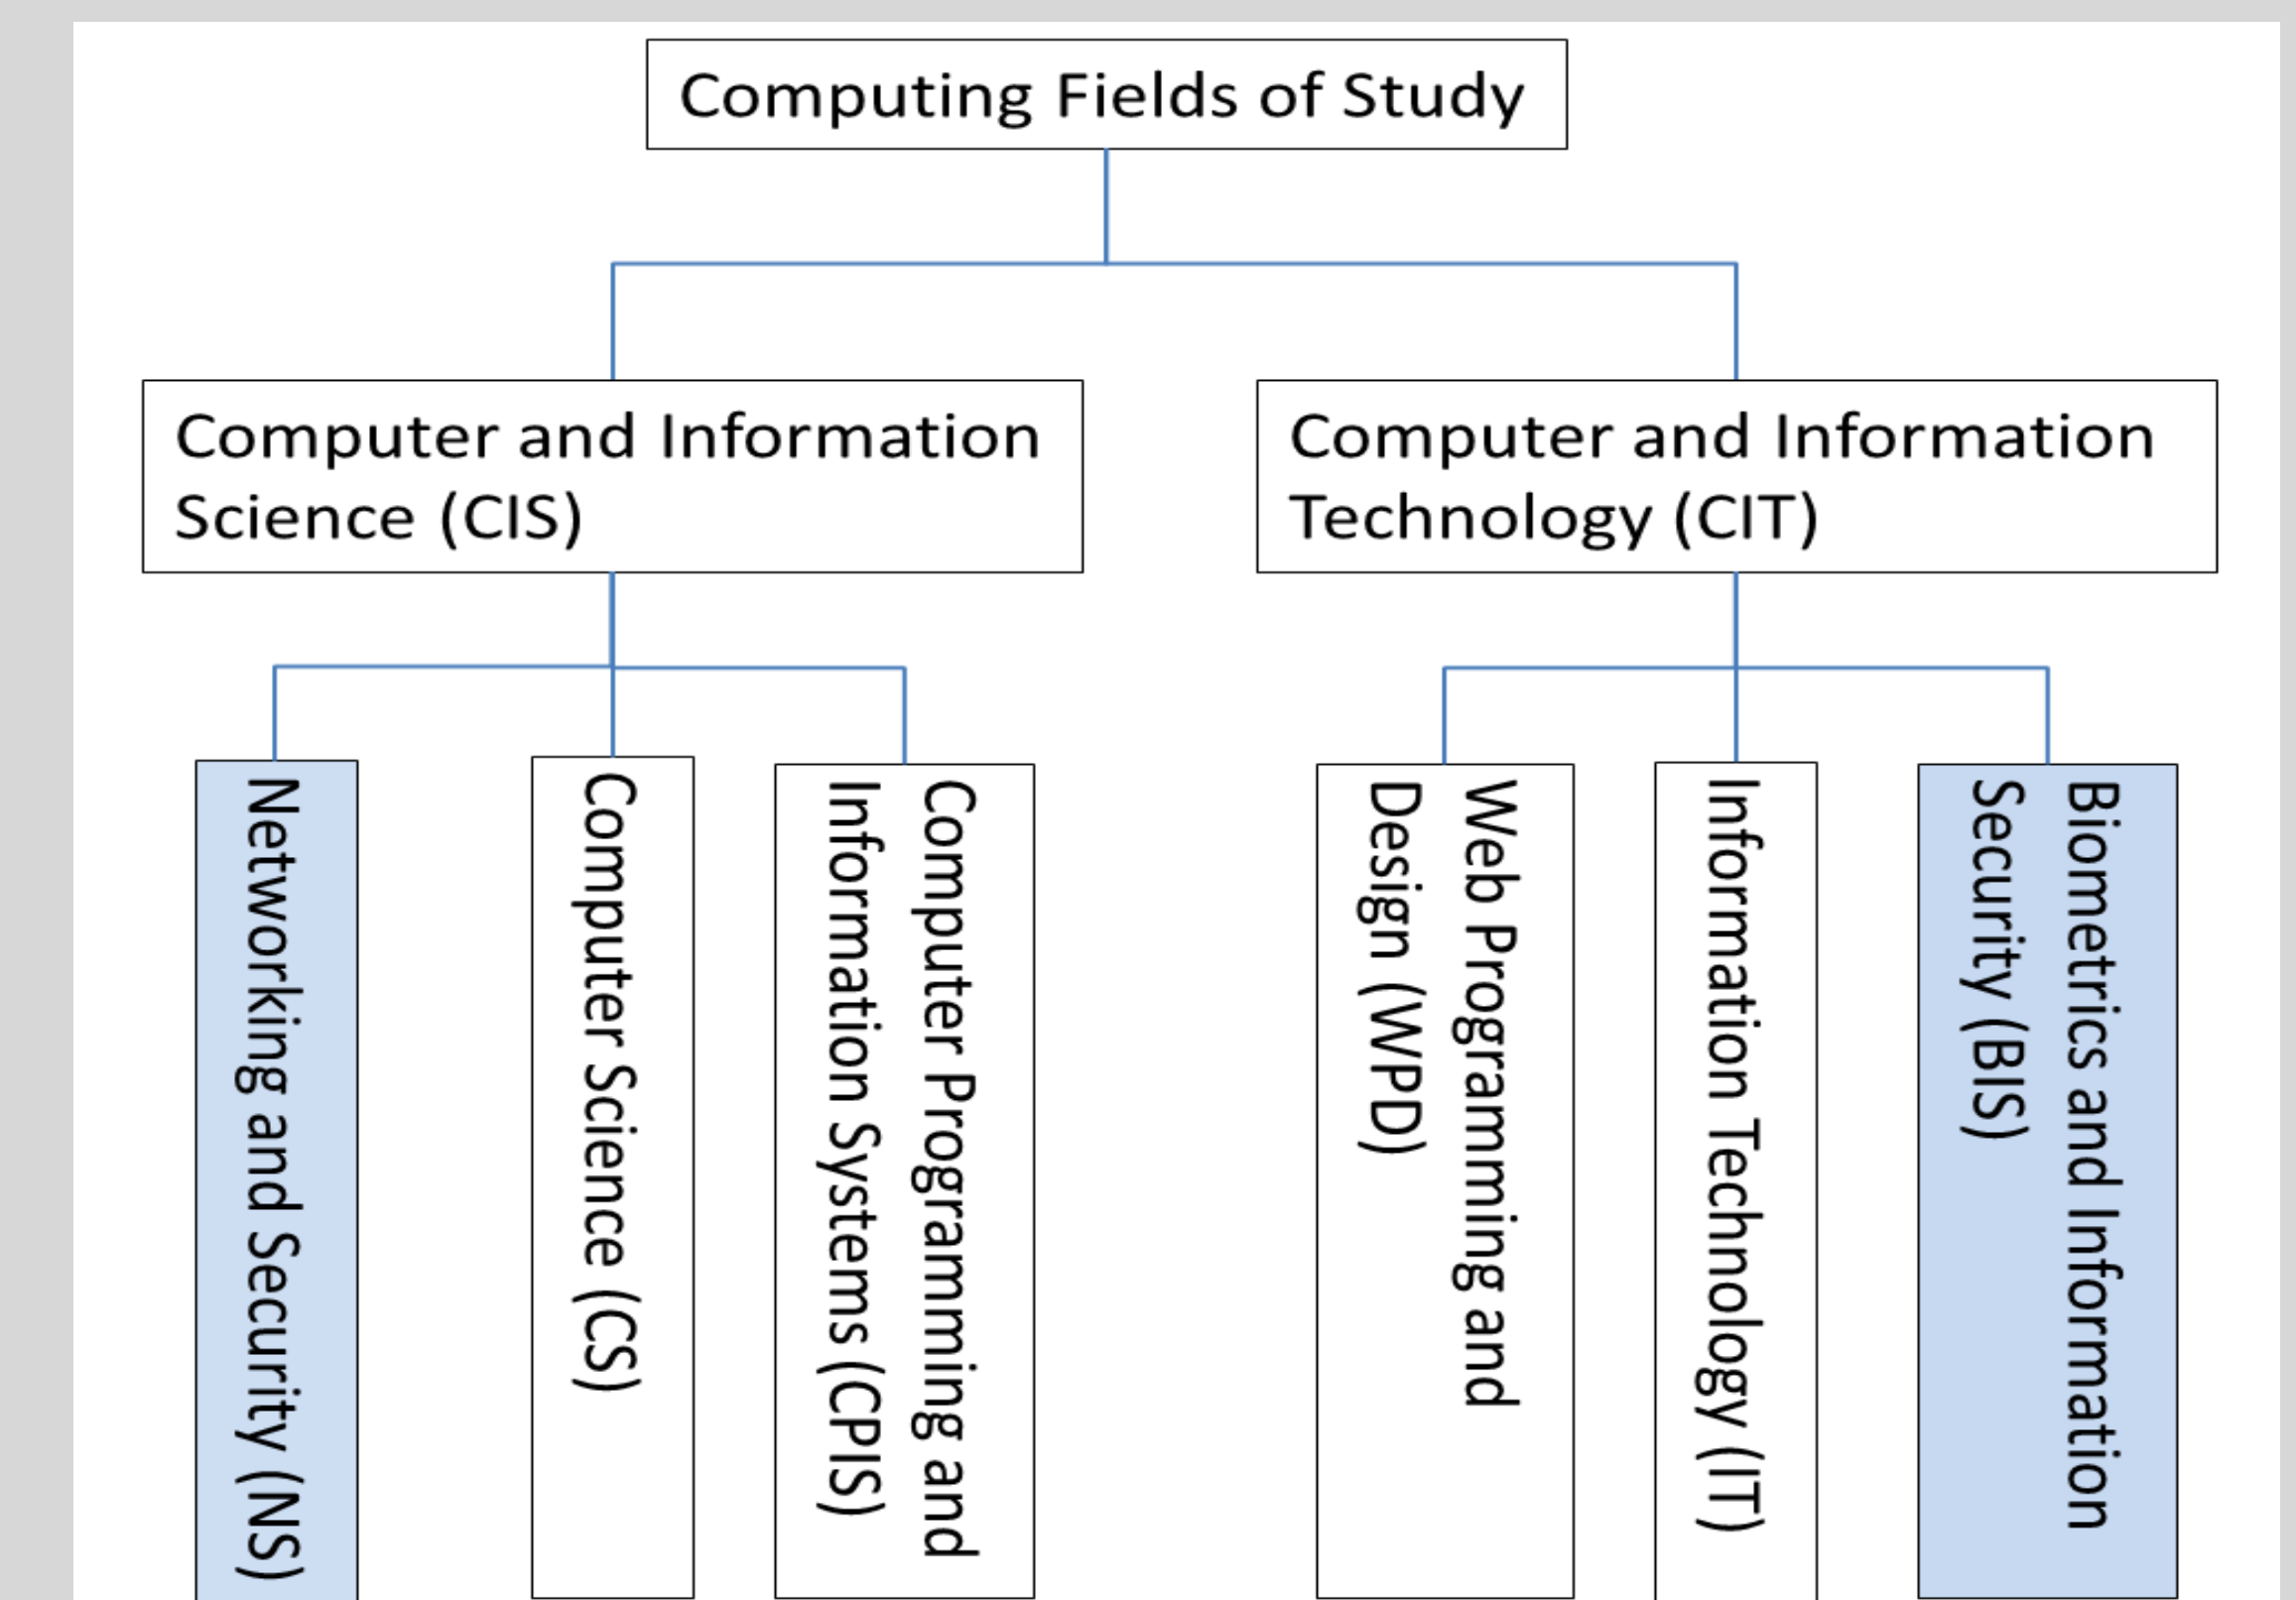 Computing Fields of Study
Computer and Information
Science (CIS)
Computer and Information
Technology (CIT)
Networking and Security (NS)
Computer Science (CS)
Computer Programming and
Information Systems (CPIS)
Web Programming and
Design (WPD)
Information Technology (IT)
Biometrics and Information
Security (BIS)